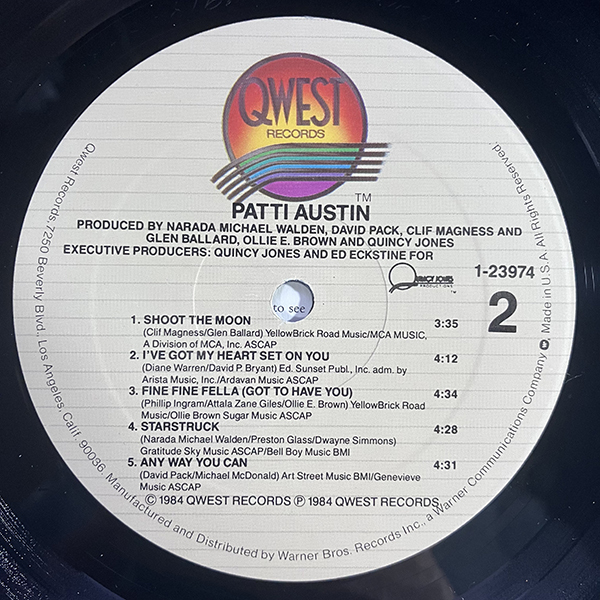 QWEST
RECORDS
TM
PATTI AUSTIN
PRODUCED BY NARADA MICHAEL WALDEN, DAVID PACK, CLIF MAGNESS AND
GLEN BALLARD, OLLIE E. BROWN AND QUINCY JONES
EXECUTIVE PRODUCERS: QUINCY JONES AND ED ECKSTINE FOR
QUINCY JONES
PRODUCTIONS
TM
1-23974
2
to see
1. SHOOT THE MOON 3:35
(Clif Magness/Glen Ballard) YellowBrick Road Music/MCA MUSIC,
A Division of MCA, Inc. ASCAP
2. I'VE GOT MY HEART SET ON YOU 4:12
(Diane Warren/David P. Bryant) Ed. Sunset Publ., Inc. adm. by
Arista Music, Inc./Ardavan Music ASCAP
3. FINE FINE FELLA (GOT TO HAVE YOU) 4:34
(Phillip Ingram/Attala Zane Giles/Ollie E. Brown) YellowBrick Road
Music/Ollie Brown Sugar Music ASCAP
4. STARSTRUCK 4:28
(Narada Michael Walden/Preston Glass/Dwayne Simmons)
Gratitude Sky Music ASCAP/Bell Boy Music BMI
5. ANY WAY YOU CAN 4:31
(David Pack/Michael McDonald) Art Street Music BMI/Genevieve
Music ASCAP
© 1984 QWEST RECORDS ℗ 1984 QWEST RECORDS
Qwest Records, 7250 Beverly Blvd., Los Angeles, Calif. 90036, Manufactured and Distributed by Warner Bros. Records Inc., a Warner Communications Company Made in U.S.A. All Rights Reserved